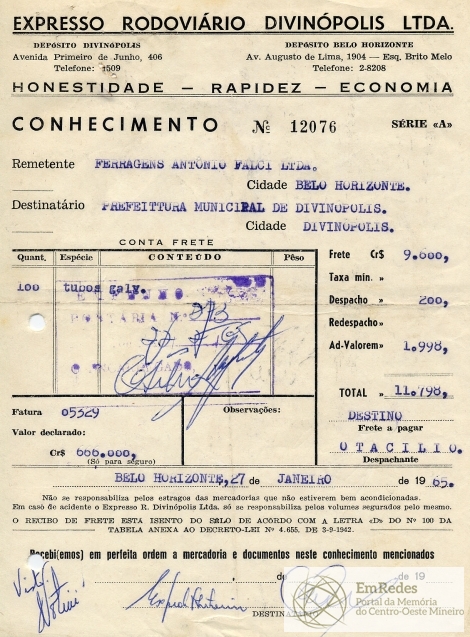 EXPRESSO RODOVIÁRIO DIVINÓPOLIS LTDA.
DEPÓSITO DIVINÓPOLIS
Avenida Primeiro de Junho, 406
Telefone: 1509
DEPÓSITO BELO HORIZONTE
Av. Augusto de Lima, 1904 — Esq. Brito Melo
Telefone: 2-8208
HONESTIDADE — RAPIDEZ — ECONOMIA
CONHECIMENTO Nº 12076 SÉRIE «A»
Remetente FERRAGENS ANTONIO FALCI LTDA.
Cidade BELO HORIZONTE.
Destinatário PREFEITTURA MUNICIPAL DE DIVINOPOLIS.
Cidade DIVINOPOLIS.
CONTA FRETE
Quant. Espécie CONTEÚDO Pêso
100 tubos galv.
Frete Cr$ 9.600,
Taxa min. »
Despacho » 200,
Redespacho»
Ad-Valorem » 1.998,
TOTAL » 11.798,
DESTINO
Frete a pagar
OTACILIO.
Despachante
Fatura 05329
Observações:
Valor declarado:
Cr$ 666.000,
(Só para seguro)
BELO HORIZONTE, 27 de JANEIRO de 1965.
Não se responsabiliza pelos estragos das mercadorias que não estiverem bem acondicionadas.
Em caso de acidente o Expresso R. Divinópolis Ltda. só se responsabiliza pelos volumes segurados pelo mesmo.
O RECIBO DE FRETE ESTÁ ISENTO DO SÊLO DE ACORDO COM A LETRA «D» DO Nº 100 DA
TABELA ANEXA AO DECRETO-LEI Nº 4.655, DE 3-9-1942.
Recebi(emos) em perfeita ordem a mercadoria e documentos neste conhecimento mencionados
de 19
DESTINATÁRIO
EmRedes
Portal da Memória
do Centro-Oeste Mineiro